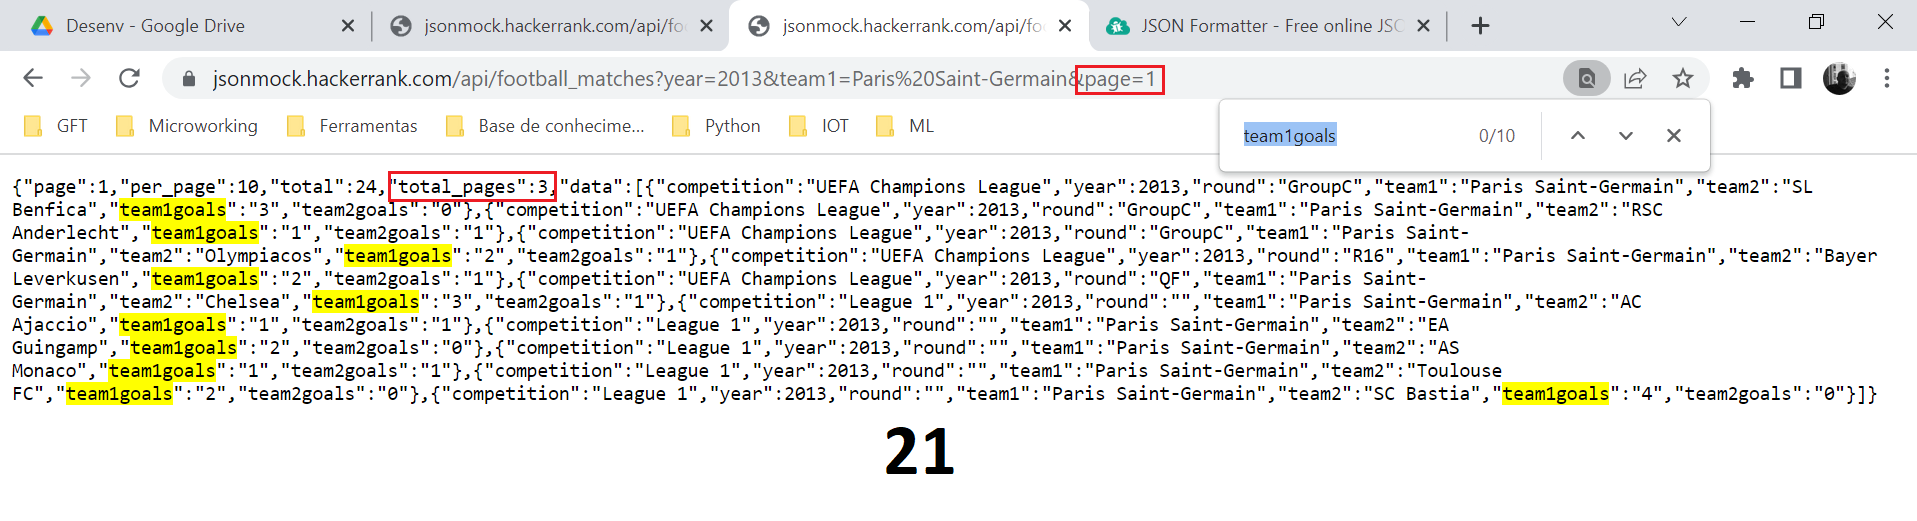 Desenv - Google Drive
jsonmock.hackerrank.com/api/fo
jsonmock.hackerrank.com/api/fo
JSON Formatter - Free online JSO
jsonmock.hackerrank.com/api/football_matches?year=2013&team1=Paris%20Saint-Germain&page=1
GFT Microworking Ferramentas Base de conhecime... Python IOT ML
team1goals 0/10
{"page":1,"per_page":10,"total":24,"total_pages":3,"data":[{"competition":"UEFA Champions League","year":2013,"round":"GroupC","team1":"Paris Saint-Germain","team2":"SL
Benfica","team1goals":"3","team2goals":"0"},{"competition":"UEFA Champions League","year":2013,"round":"GroupC","team1":"Paris Saint-Germain","team2":"RSC
Anderlecht","team1goals":"1","team2goals":"1"},{"competition":"UEFA Champions League","year":2013,"round":"GroupC","team1":"Paris Saint-
Germain","team2":"Olympiacos","team1goals":"2","team2goals":"1"},{"competition":"UEFA Champions League","year":2013,"round":"R16","team1":"Paris Saint-Germain","team2":"Bayer
Leverkusen","team1goals":"2","team2goals":"1"},{"competition":"UEFA Champions League","year":2013,"round":"QF","team1":"Paris Saint-
Germain","team2":"Chelsea","team1goals":"3","team2goals":"1"},{"competition":"League 1","year":2013,"round":"","team1":"Paris Saint-Germain","team2":"AC
Ajaccio","team1goals":"1","team2goals":"1"},{"competition":"League 1","year":2013,"round":"","team1":"Paris Saint-Germain","team2":"EA
Guingamp","team1goals":"2","team2goals":"0"},{"competition":"League 1","year":2013,"round":"","team1":"Paris Saint-Germain","team2":"AS
Monaco","team1goals":"1","team2goals":"1"},{"competition":"League 1","year":2013,"round":"","team1":"Paris Saint-Germain","team2":"Toulouse
FC","team1goals":"2","team2goals":"0"},{"competition":"League 1","year":2013,"round":"","team1":"Paris Saint-Germain","team2":"SC Bastia","team1goals":"4","team2goals":"0"}]}
21